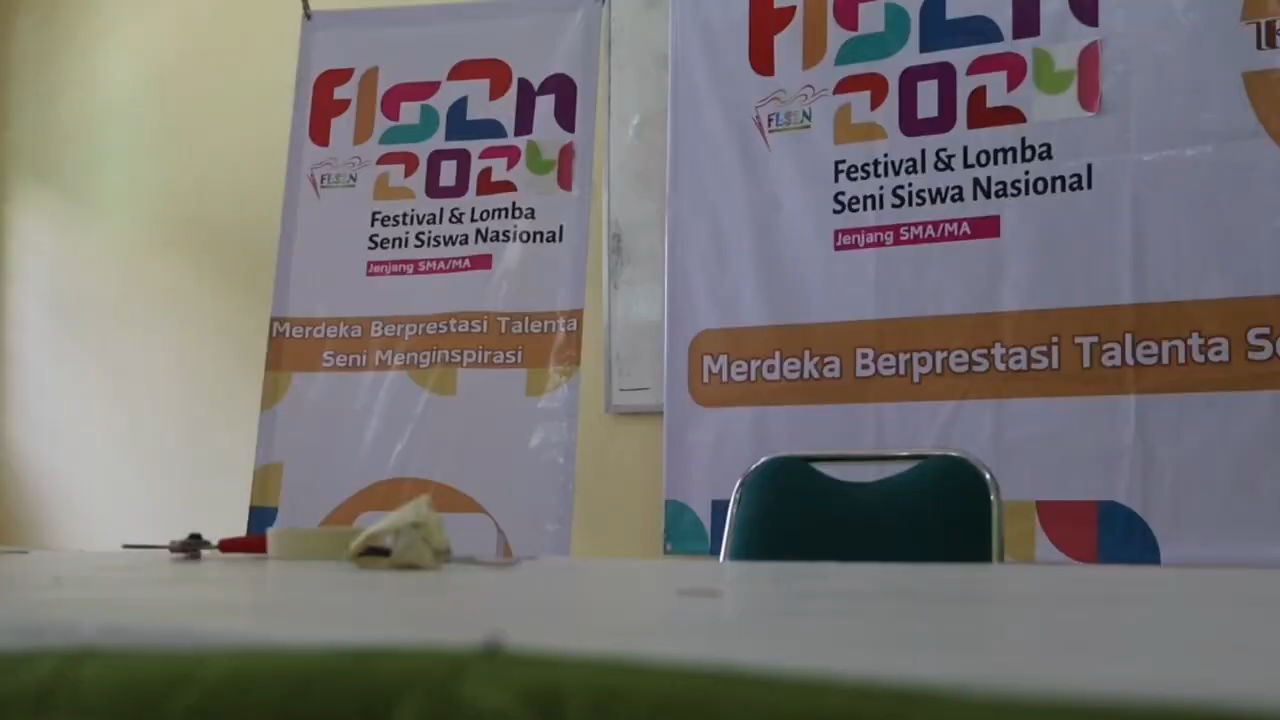 FLS2N
2024
FLS2N
Festival & Lomba
Seni Siswa Nasional
Jenjang SMA/MA
Merdeka Berprestasi Talenta
Seni Menginspirasi
FLS2N
2024
FLS2N
Festival & Lomba
Seni Siswa Nasional
Jenjang SMA/MA
Merdeka Berprestasi Talenta